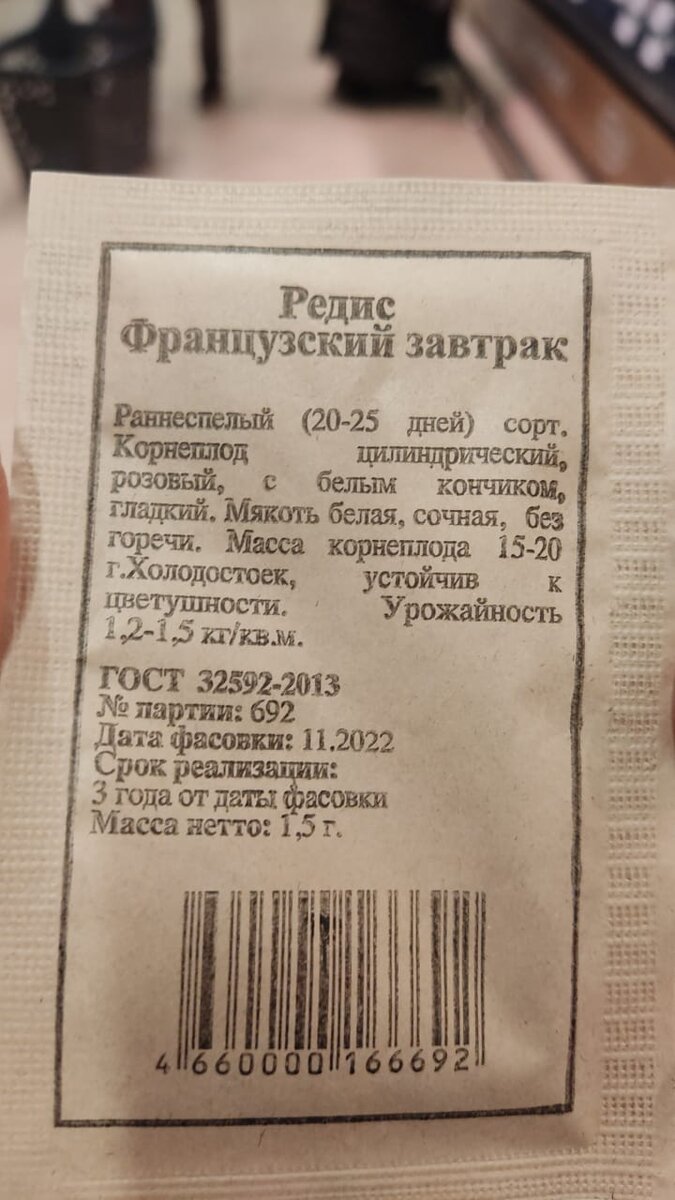 Редис
Французский завтрак
Раннеспелый (20-25 дней) сорт.
Корнеплод цилиндрический,
розовый, с белым кончиком,
гладкий. Мякоть белая, сочная, без
горечи. Масса корнеплода 15-20
г.Холодостоек, устойчив к
цветушности. Урожайность
1,2-1,5 кг/кв.м.
ГОСТ 32592-2013
№ партии: 692
Дата фасовки: 11.2022
Срок реализации:
3 года от даты фасовки
Масса нетто: 1,5 г.
4 660000 166692